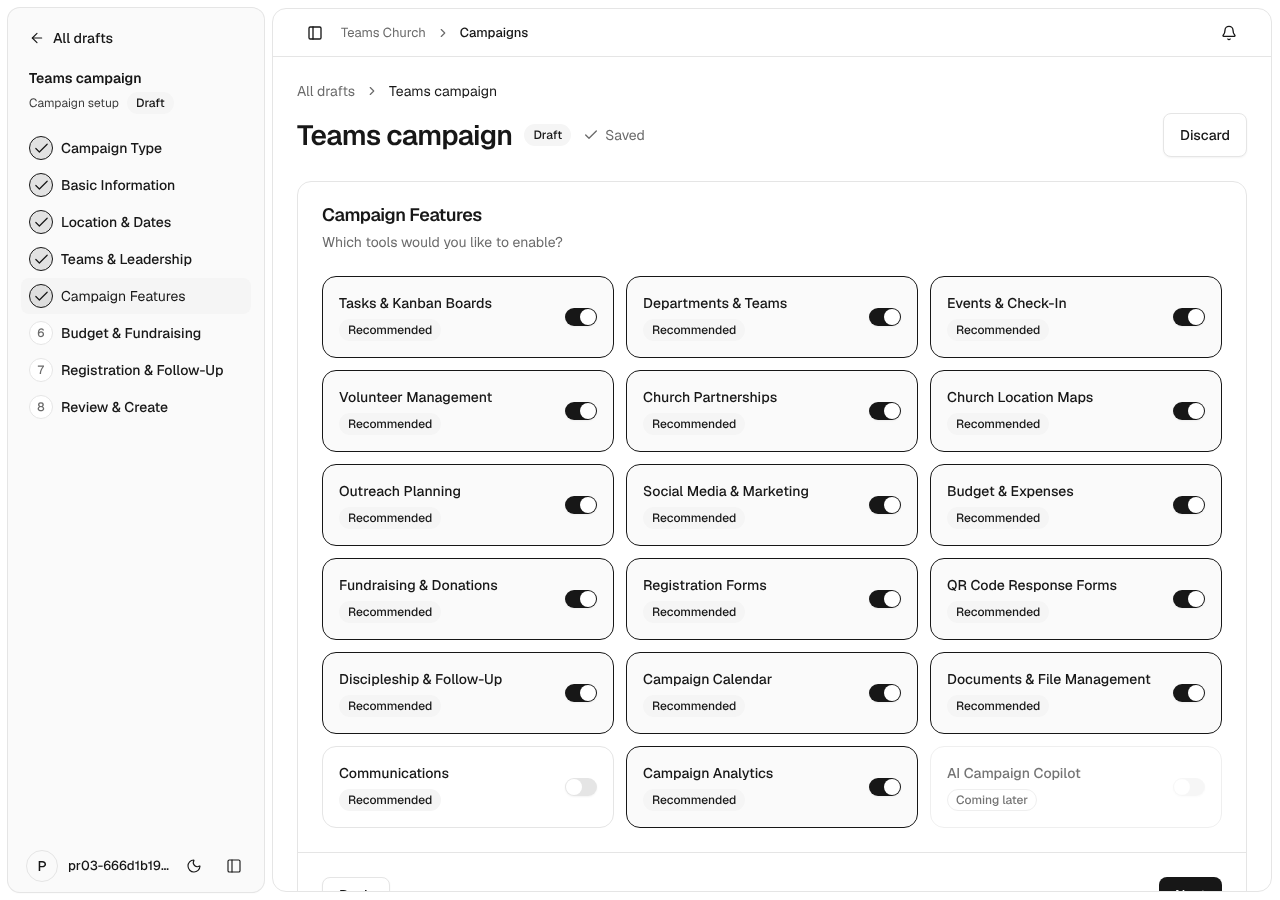 All drafts
Teams campaign
Campaign setup Draft
Campaign Type
Basic Information
Location & Dates
Teams & Leadership
Campaign Features
6 Budget & Fundraising
7 Registration & Follow-Up
8 Review & Create
P pr03-666d1b19...
Teams Church > Campaigns
All drafts > Teams campaign
Teams campaign Draft Saved
Discard
Campaign Features
Which tools would you like to enable?
Tasks & Kanban Boards
Recommended
Departments & Teams
Recommended
Events & Check-In
Recommended
Volunteer Management
Recommended
Church Partnerships
Recommended
Church Location Maps
Recommended
Outreach Planning
Recommended
Social Media & Marketing
Recommended
Budget & Expenses
Recommended
Fundraising & Donations
Recommended
Registration Forms
Recommended
QR Code Response Forms
Recommended
Discipleship & Follow-Up
Recommended
Campaign Calendar
Recommended
Documents & File Management
Recommended
Communications
Recommended
Campaign Analytics
Recommended
AI Campaign Copilot
Coming later